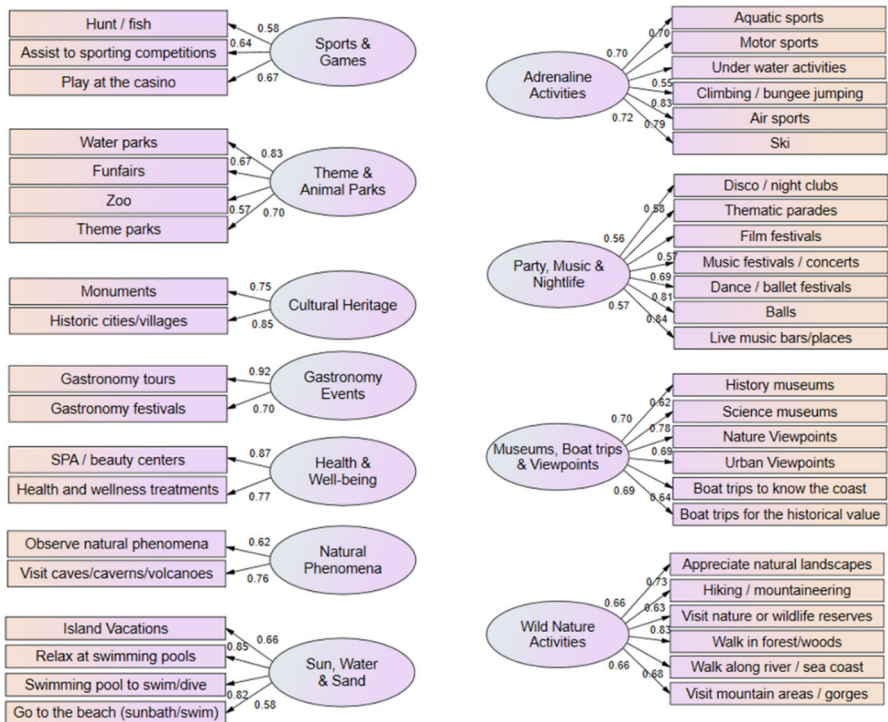 Hunt / fish
Assist to sporting competitions
Play at the casino
0.58
0.64
0.67
Sports &
Games
Water parks
Funfairs
Zoo
Theme parks
0.83
0.67
0.57
0.70
Theme &
Animal Parks
Monuments
Historic cities/villages
0.75
0.85
Cultural Heritage
Gastronomy tours
Gastronomy festivals
0.92
0.70
Gastronomy
Events
SPA / beauty centers
Health and wellness treatments
0.87
0.77
Health &
Well-being
Observe natural phenomena
Visit caves/caverns/volcanoes
0.62
0.76
Natural
Phenomena
Island Vacations
Relax at swimming pools
Swimming pool to swim/dive
Go to the beach (sunbath/swim)
0.66
0.85
0.82
0.58
Sun, Water
& Sand
Adrenaline
Activities
0.70
0.70
0.55
0.83
0.72
0.79
Aquatic sports
Motor sports
Under water activities
Climbing / bungee jumping
Air sports
Ski
Party, Music &
Nightlife
0.58
0.56
0.57
0.69
0.81
0.57
0.84
Disco / night clubs
Thematic parades
Film festivals
Music festivals / concerts
Dance / ballet festivals
Balls
Live music bars/places
Museums, Boat trips
& Viewpoints
0.70
0.62
0.78
0.69
0.69
0.64
History museums
Science museums
Nature Viewpoints
Urban Viewpoints
Boat trips to know the coast
Boat trips for the historical value
Wild Nature
Activities
0.66
0.73
0.63
0.83
0.66
0.68
Appreciate natural landscapes
Hiking / mountaineering
Visit nature or wildlife reserves
Walk in forest/woods
Walk along river / sea coast
Visit mountain areas / gorges